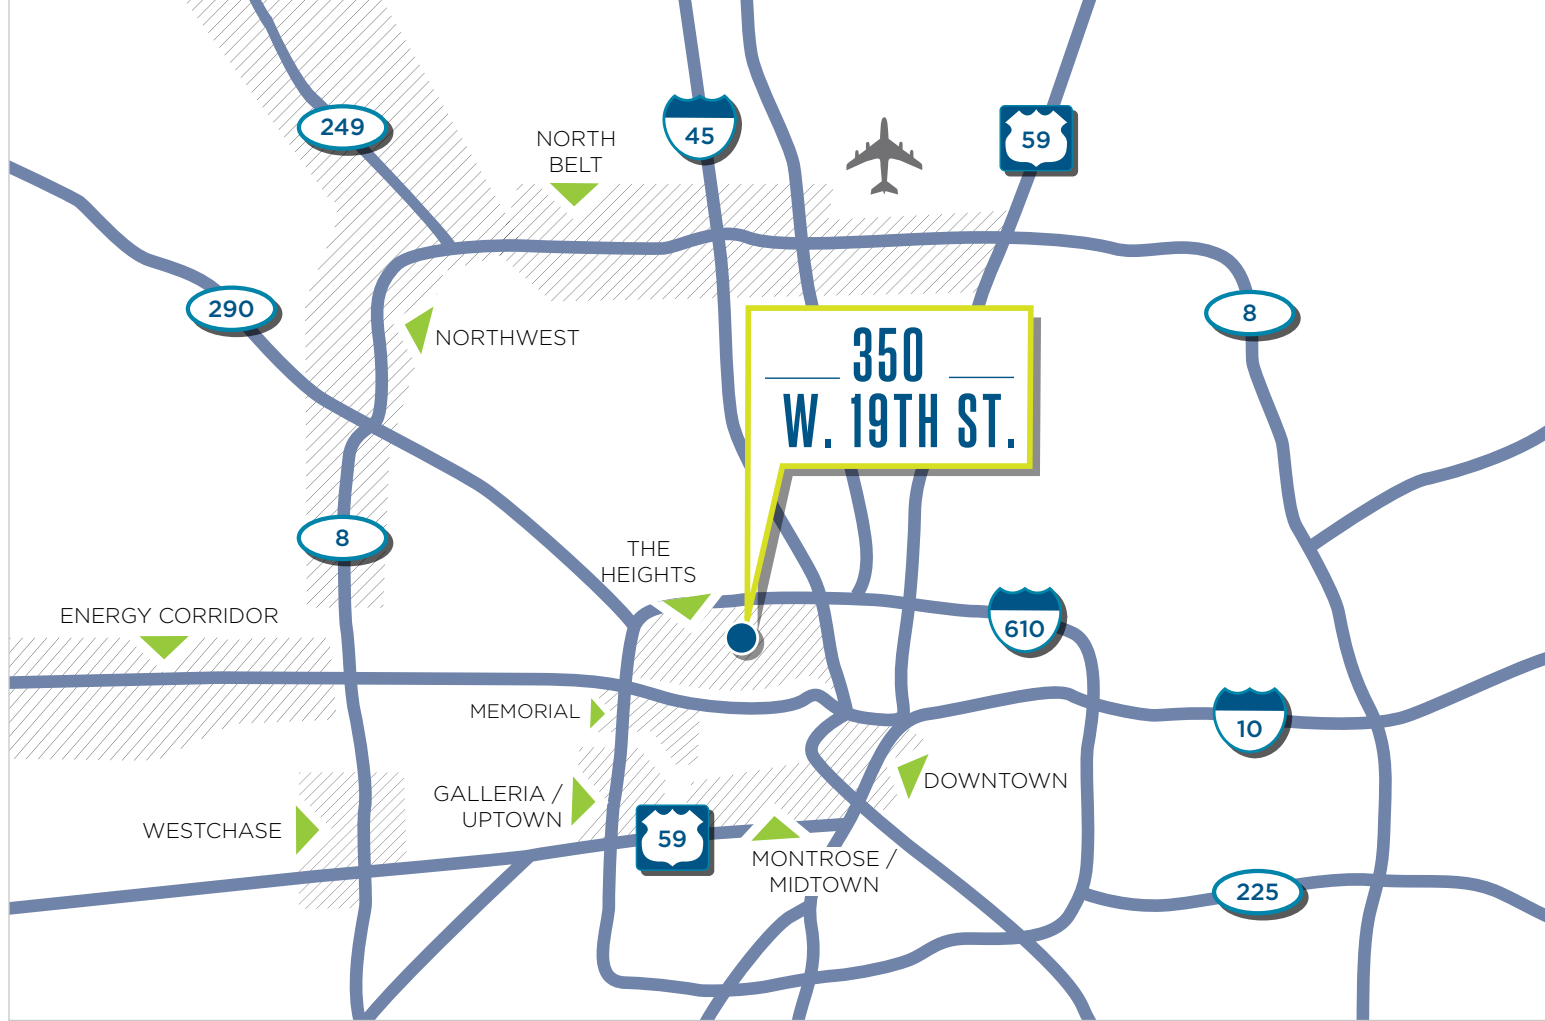 249
45
59
NORTH
BELT
290
8
NORTHWEST
350
W. 19TH ST.
8
THE
HEIGHTS
ENERGY CORRIDOR
610
MEMORIAL
10
GALLERIA /
UPTOWN
DOWNTOWN
WESTCHASE
59
MONTROSE /
MIDTOWN
225